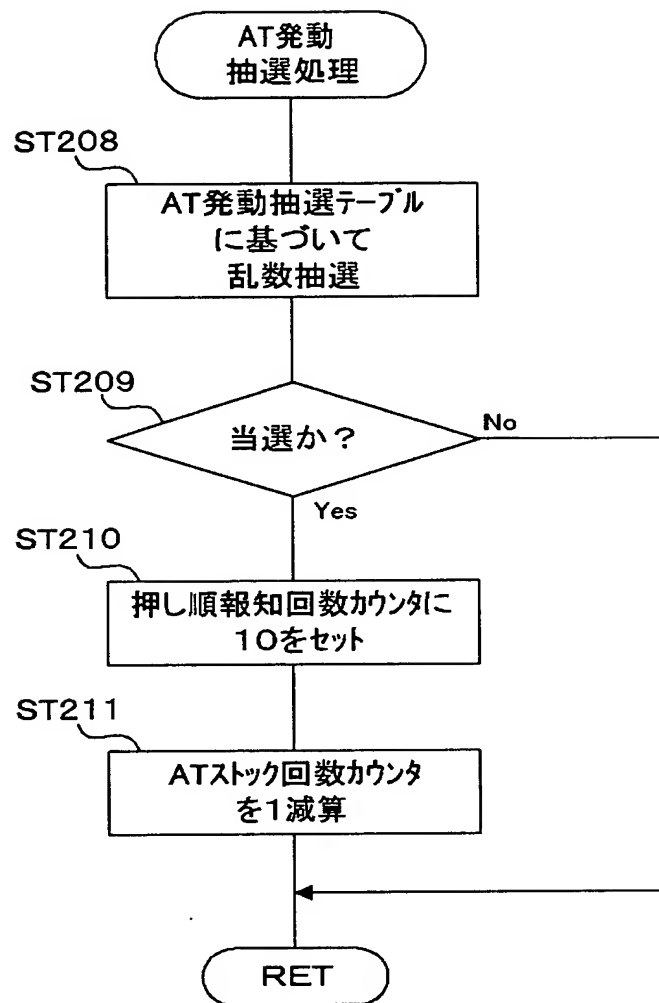 AT発動
抽選処理
ST208
AT発動抽選テーブル
に基づいて
乱数抽選
ST209
当選か？
No
Yes
ST210
押し順報知回数カウンタに
10をセット
ST211
ATストック回数カウンタ
を1減算
RET